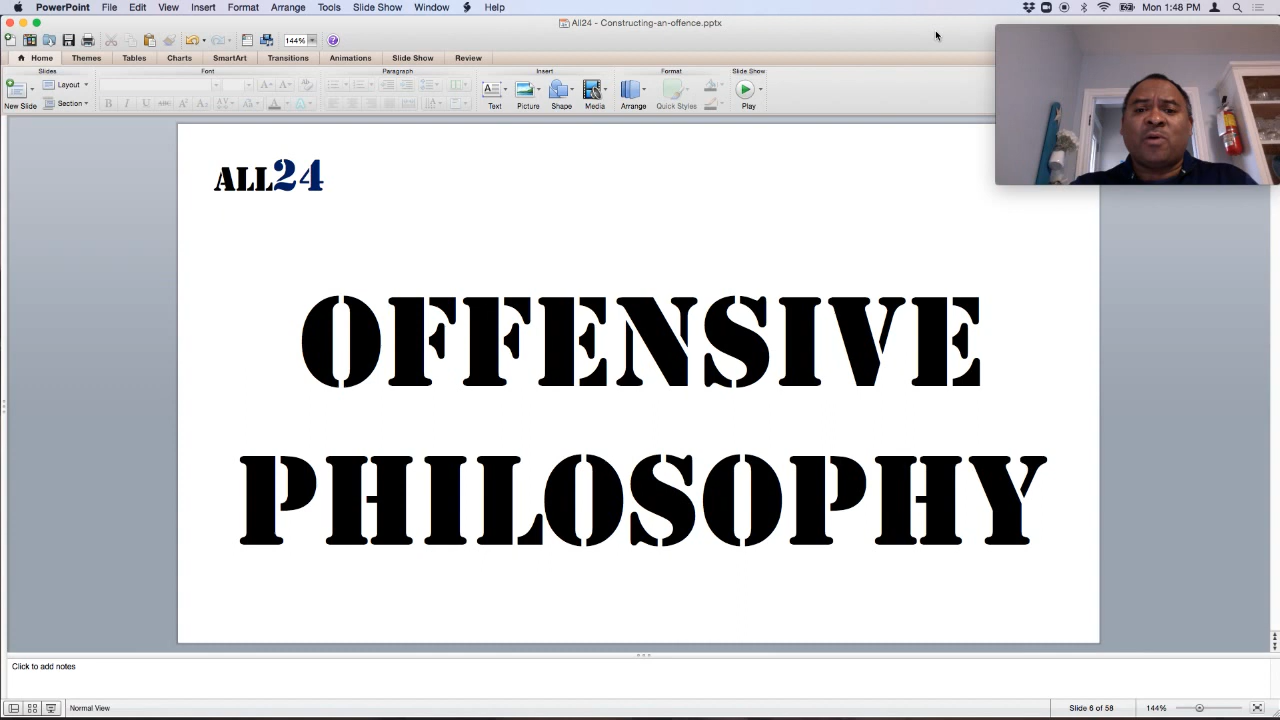 PowerPoint File Edit View Insert Format Arrange Tools Slide Show Window Help Mon 1:48 PM
All24 - Constructing-an-offence.pptx
144%
Home Themes Tables Charts SmartArt Transitions Animations Slide Show Review
Slides Font Paragraph Insert Format Slide Show
New Slide Layout Section Text Picture Shape Media Arrange Quick Styles Play
ALL24
OFFENSIVE
PHILOSOPHY
Click to add notes
Normal View Slide 6 of 58 144%